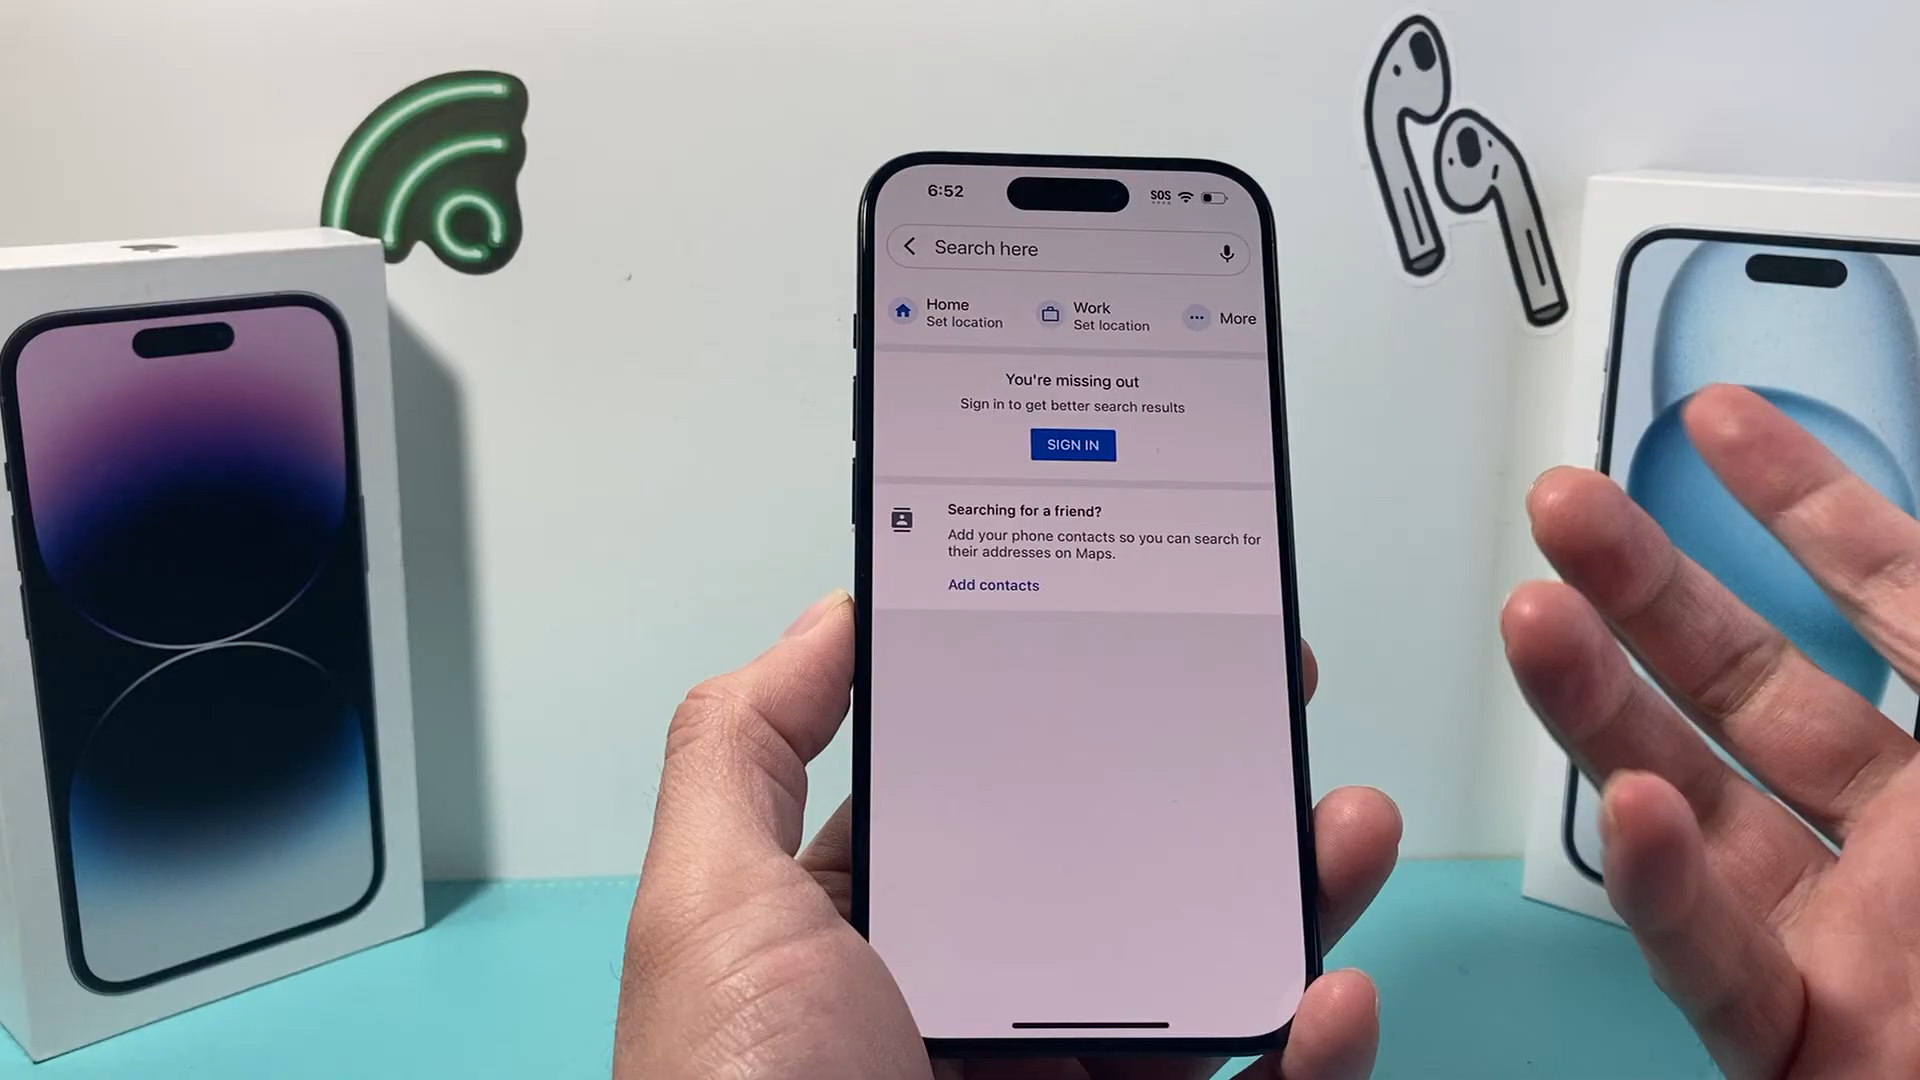 6:52
SOS
Search here
Home
Set location
Work
Set location
More
You're missing out
Sign in to get better search results
SIGN IN
Searching for a friend?
Add your phone contacts so you can search for
their addresses on Maps.
Add contacts